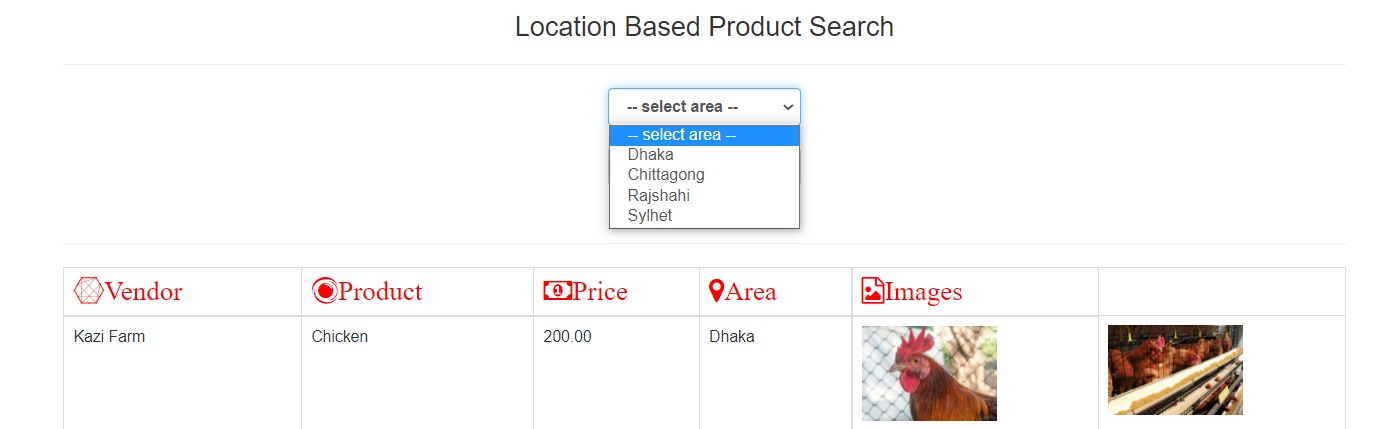 Location Based Product Search
-- select area --
-- select area --
Dhaka
Chittagong
Rajshahi
Sylhet
Vendor Product Price Area Images
Kazi Farm Chicken 200.00 Dhaka